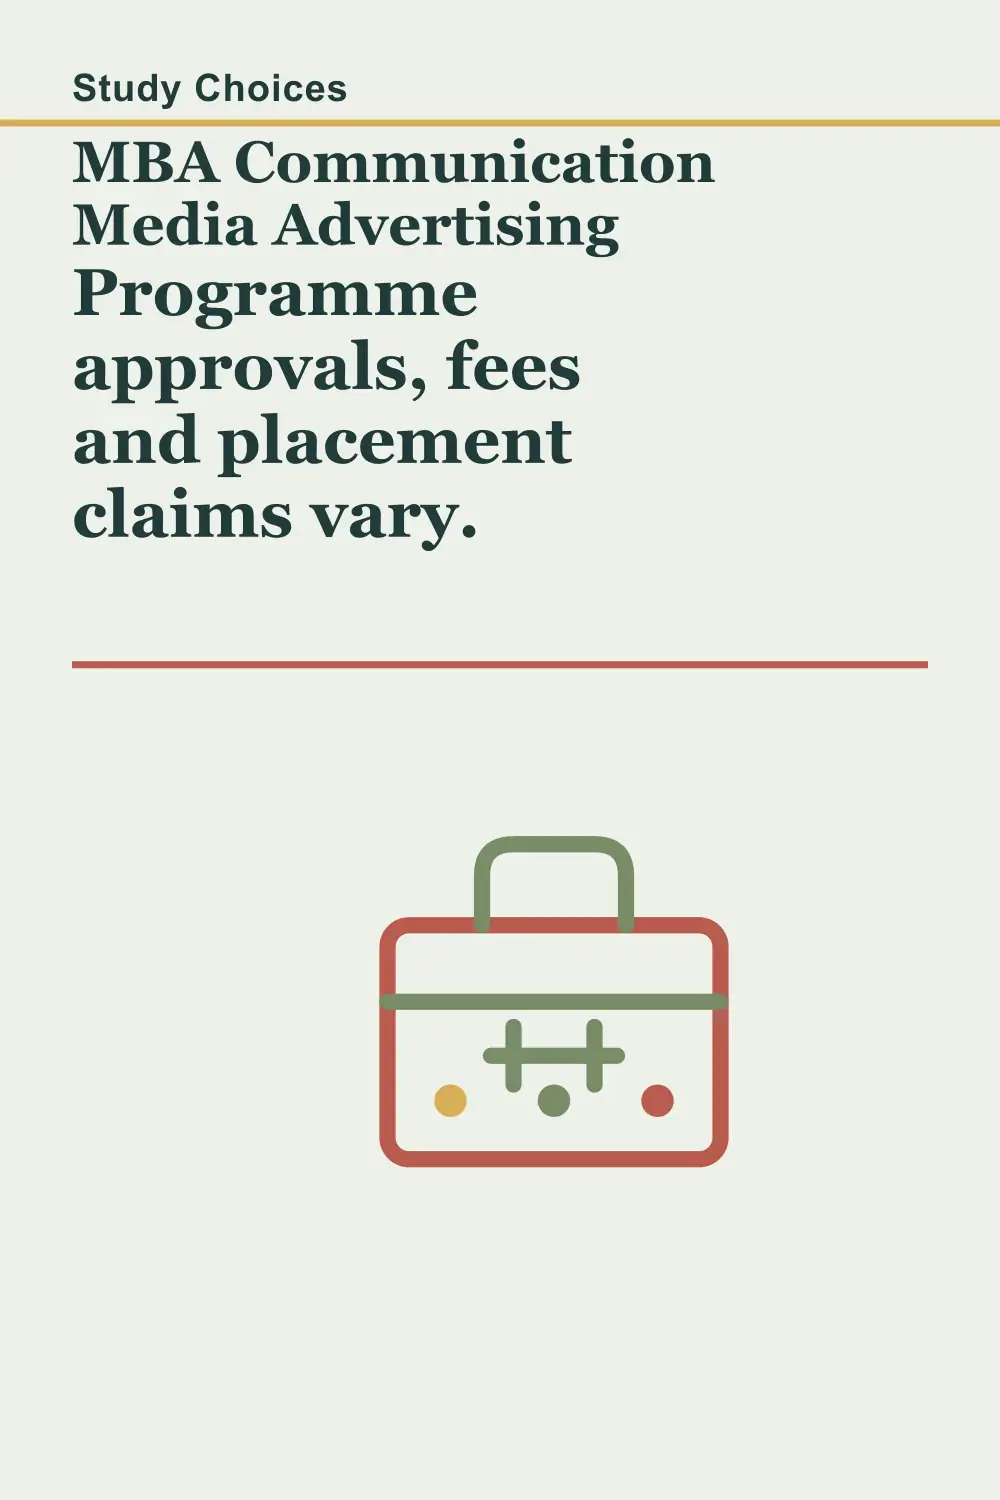 Study Choices
MBA Communication
Media Advertising
Programme
approvals, fees
and placement
claims vary.